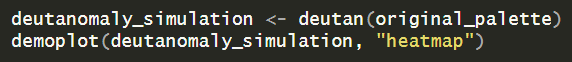 deutanomaly_simulation <- deutan(original_palette)
demoplot(deutanomaly_simulation, "heatmap")